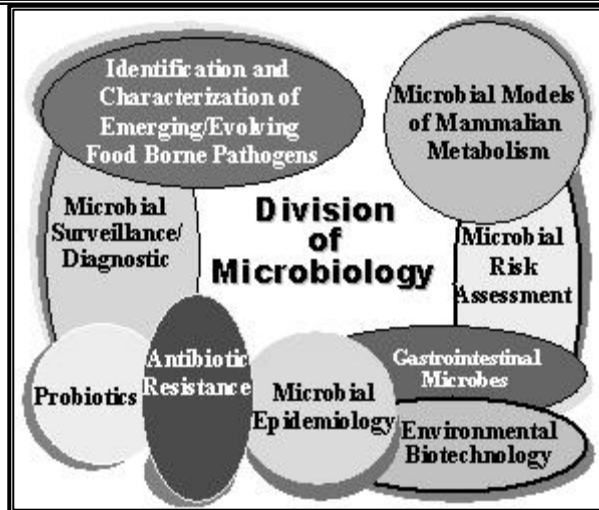 Identification and
Characterization of
Emerging/Evolving
Food Borne Pathogens
Microbial Models
of Mammalian
Metabolism
Microbial
Surveillance/
Diagnostic
Division
of
Microbiology
Microbial
Risk
Assessment
Probiotics
Antibiotic
Resistance
Microbial
Epidemiology
Gastrointestinal
Microbes
Environmental
Biotechnology